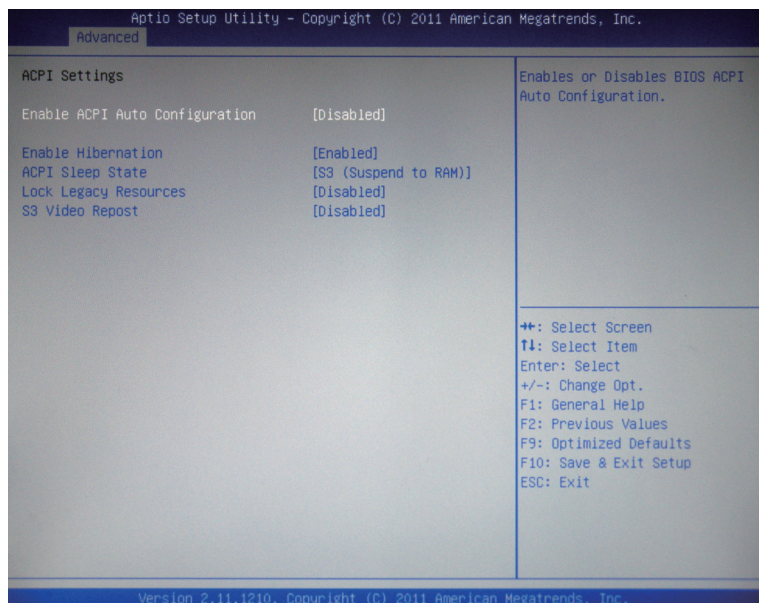 Aptio Setup Utility – Copyright (C) 2011 American Megatrends, Inc.
Advanced
ACPI Settings
Enable ACPI Auto Configuration [Disabled]
Enable Hibernation [Enabled]
ACPI Sleep State [S3 (Suspend to RAM)]
Lock Legacy Resources [Disabled]
S3 Video Repost [Disabled]
Enables or Disables BIOS ACPI
Auto Configuration.
→←: Select Screen
↑↓: Select Item
Enter: Select
+/-: Change Opt.
F1: General Help
F2: Previous Values
F9: Optimized Defaults
F10: Save & Exit Setup
ESC: Exit
Version 2.11.1210. Copyright (C) 2011 American Megatrends, Inc.